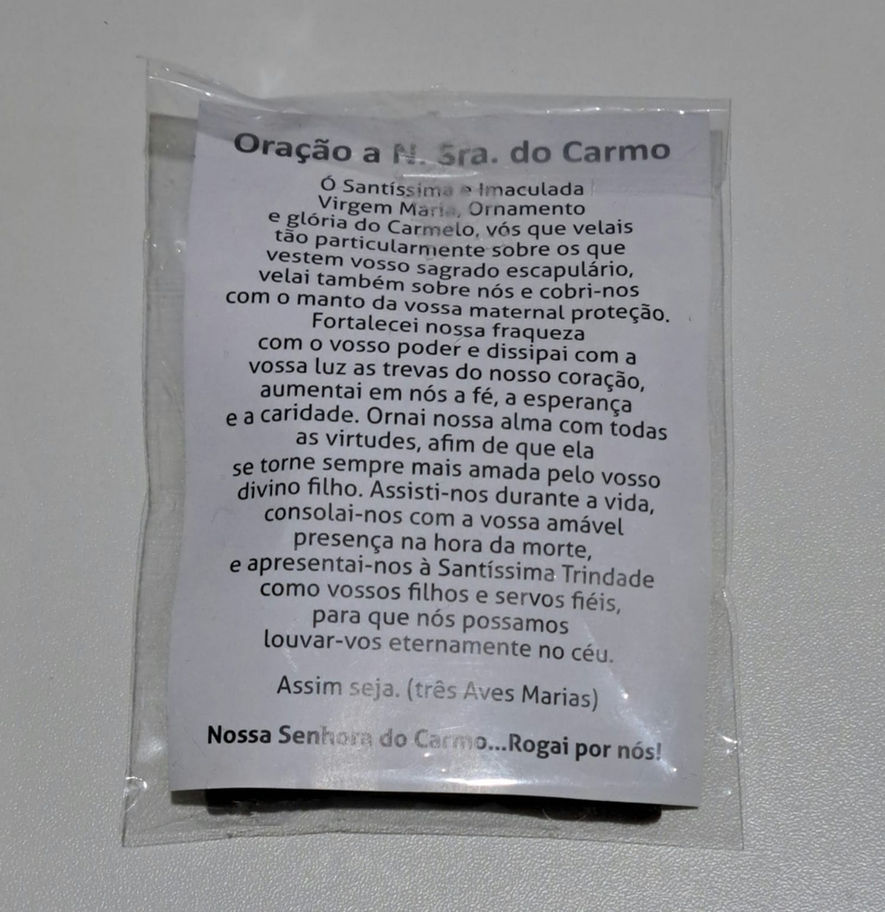 Oração a N. Sra. do Carmo
Ó Santíssima e Imaculada
Virgem Maria, Ornamento
e glória do Carmelo, vós que velais
tão particularmente sobre os que
vestem vosso sagrado escapulário,
velai também sobre nós e cobri-nos
com o manto da vossa maternal proteção.
Fortalecei nossa fraqueza
com o vosso poder e dissipai com a
vossa luz as trevas do nosso coração,
aumentai em nós a fé, a esperança
e a caridade. Ornai nossa alma com todas
as virtudes, afim de que ela
se torne sempre mais amada pelo vosso
divino filho. Assisti-nos durante a vida,
consolai-nos com a vossa amável
presença na hora da morte,
e apresentai-nos à Santíssima Trindade
como vossos filhos e servos fiéis,
para que nós possamos
louvar-vos eternamente no céu.
Assim seja. (três Aves Marias)
Nossa Senhora do Carmo...Rogai por nós!